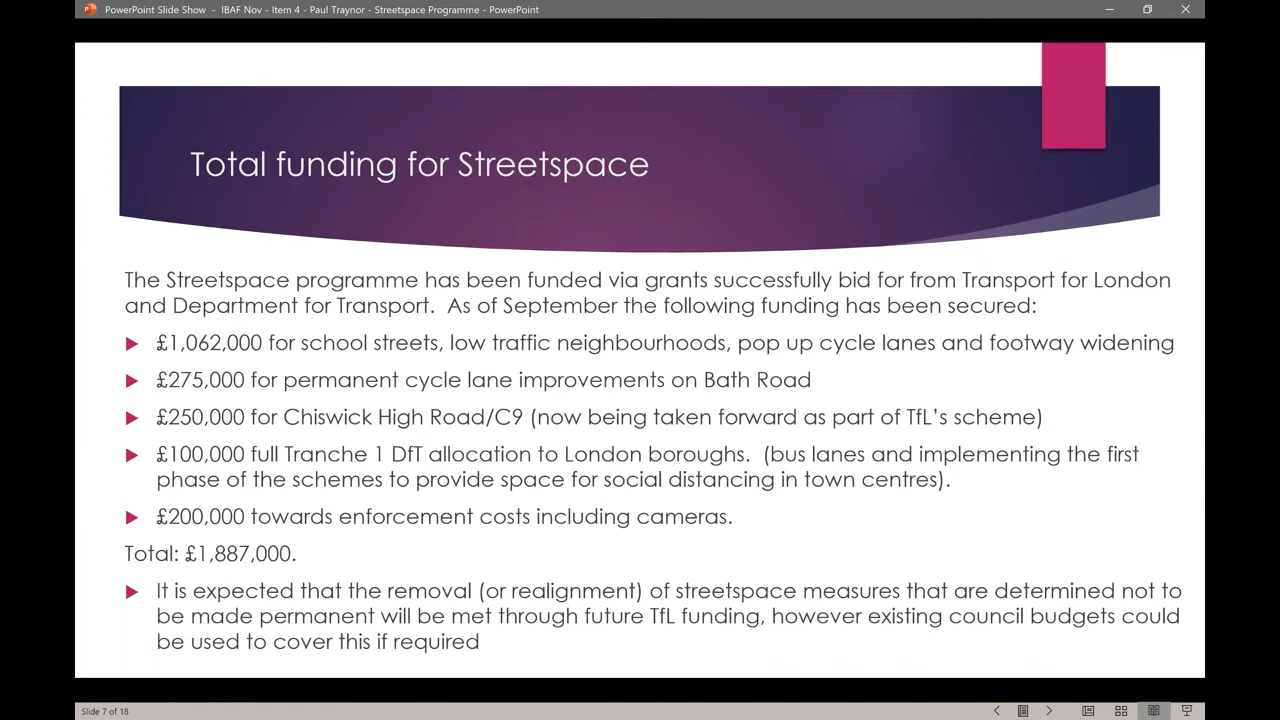 PowerPoint Slide Show - IBAF Nov - Item 4 - Paul Traynor - Streetspace Programme - PowerPoint
Total funding for Streetspace
The Streetspace programme has been funded via grants successfully bid for from Transport for London
and Department for Transport. As of September the following funding has been secured:
£1,062,000 for school streets, low traffic neighbourhoods, pop up cycle lanes and footway widening
£275,000 for permanent cycle lane improvements on Bath Road
£250,000 for Chiswick High Road/C9 (now being taken forward as part of TfL's scheme)
£100,000 full Tranche 1 DfT allocation to London boroughs. (bus lanes and implementing the first
phase of the schemes to provide space for social distancing in town centres).
£200,000 towards enforcement costs including cameras.
Total: £1,887,000.
It is expected that the removal (or realignment) of streetspace measures that are determined not to
be made permanent will be met through future TfL funding, however existing council budgets could
be used to cover this if required
Slide 7 of 18